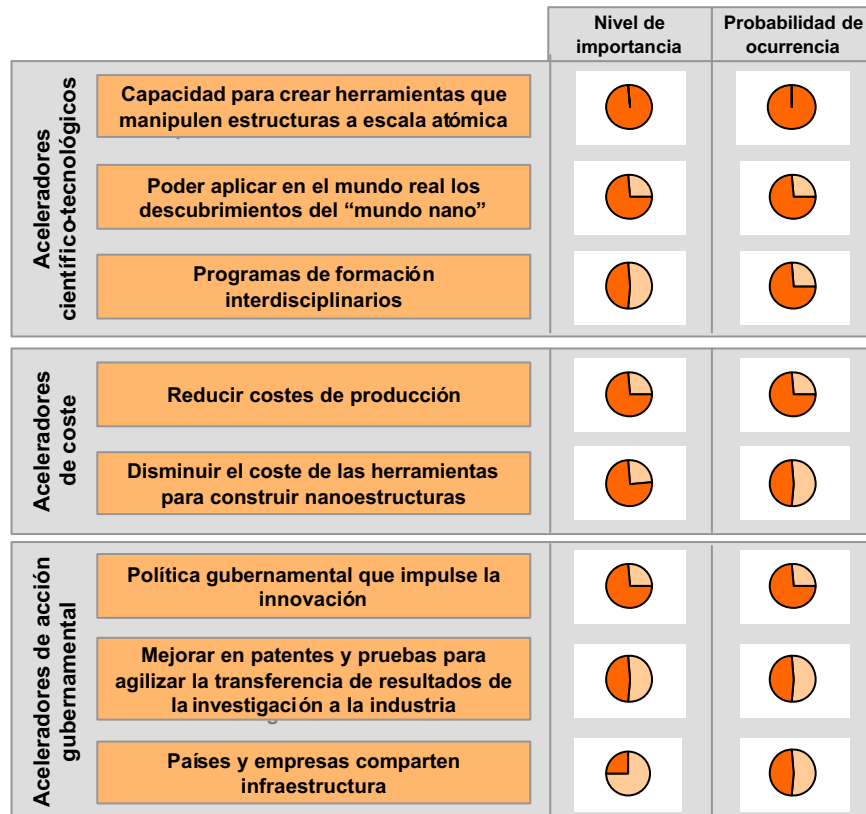 Nivel de
importancia
Probabilidad de
ocurrencia
Aceleradores
científico-tecnológicos
Capacidad para crear herramientas que
manipulen estructuras a escala atómica
Poder aplicar en el mundo real los
descubrimientos del “mundo nano”
Programas de formación
interdisciplinarios
Aceleradores
de coste
Reducir costes de producción
Disminuir el coste de las herramientas
para construir nanoestructuras
Aceleradores de acción
gubernamental
Política gubernamental que impulse la
innovación
Mejorar en patentes y pruebas para
agilizar la transferencia de resultados de
la investigación a la industria
Países y empresas comparten
infraestructura